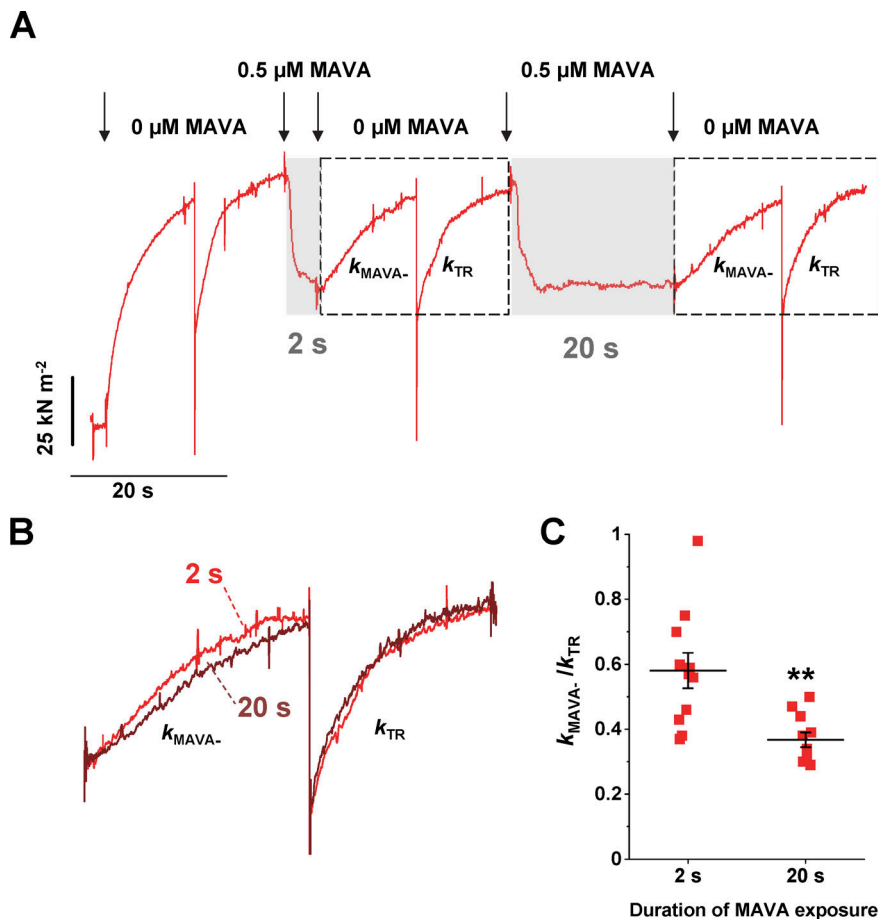 A
0.5 µM MAVA 0.5 µM MAVA
0 µM MAVA 0 µM MAVA 0 µM MAVA
kMAVA- kTR kMAVA- kTR
2 s 20 s
25 kN m-2
20 s
B
2 s
20 s
kMAVA-
kTR
C
kMAVA- /kTR
1
0.8
0.6
0.4
0.2
0
**
2 s 20 s
Duration of MAVA exposure